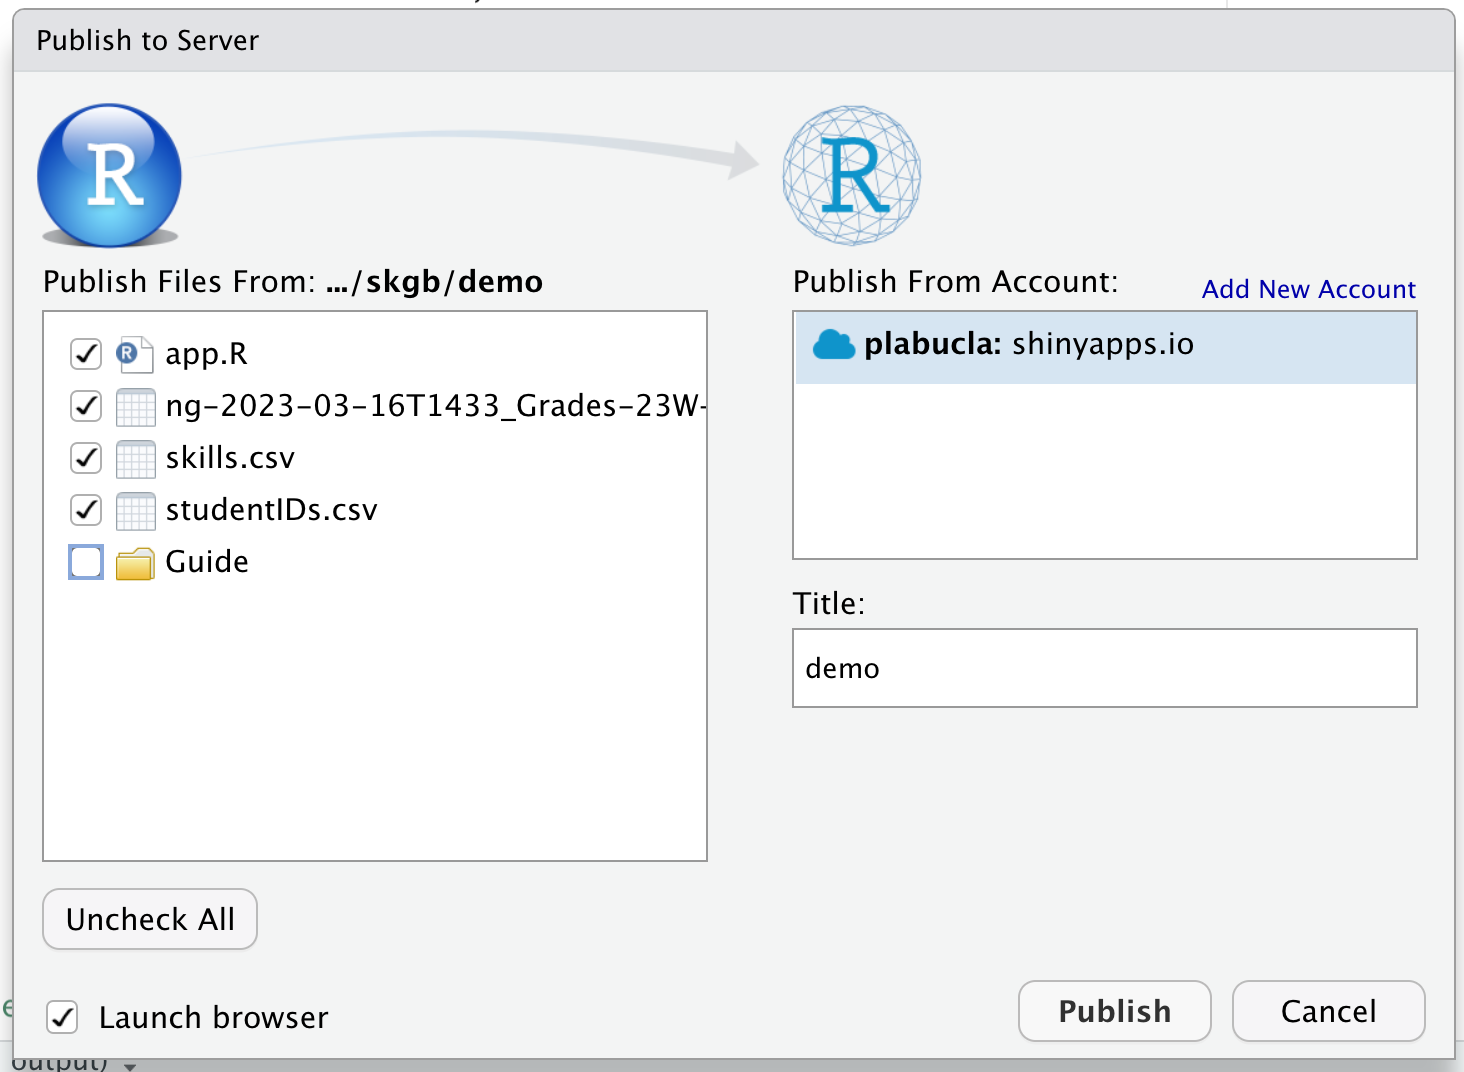 Publish to Server
R
R
Publish Files From: .../skgb/demo
R
app.R
ng-2023-03-16T1433_Grades-23W-
skills.csv
studentIDs.csv
Guide
Uncheck All
Launch browser
Publish From Account:
Add New Account
plabucla: shinyapps.io
Title:
demo
Publish
Cancel
output)